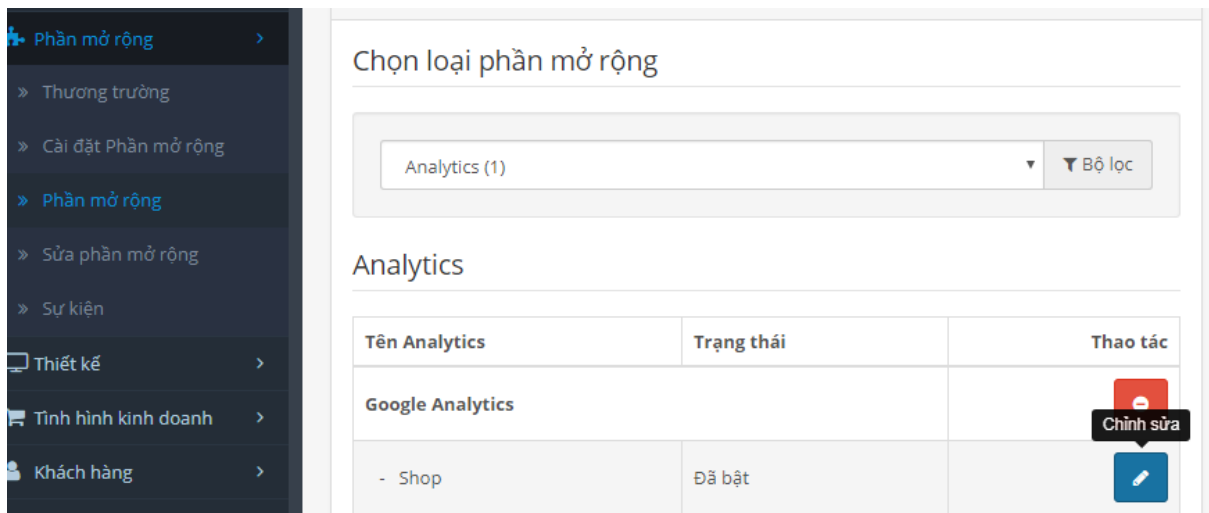 Phần mở rộng
» Thương trường
» Cài đặt Phần mở rộng
» Phần mở rộng
» Sửa phần mở rộng
» Sự kiện
Thiết kế
Tình hình kinh doanh
Khách hàng
Chọn loại phần mở rộng
Analytics (1)
Bộ lọc
Analytics
Tên Analytics Trạng thái Thao tác
Google Analytics
Chỉnh sửa
- Shop Đã bật